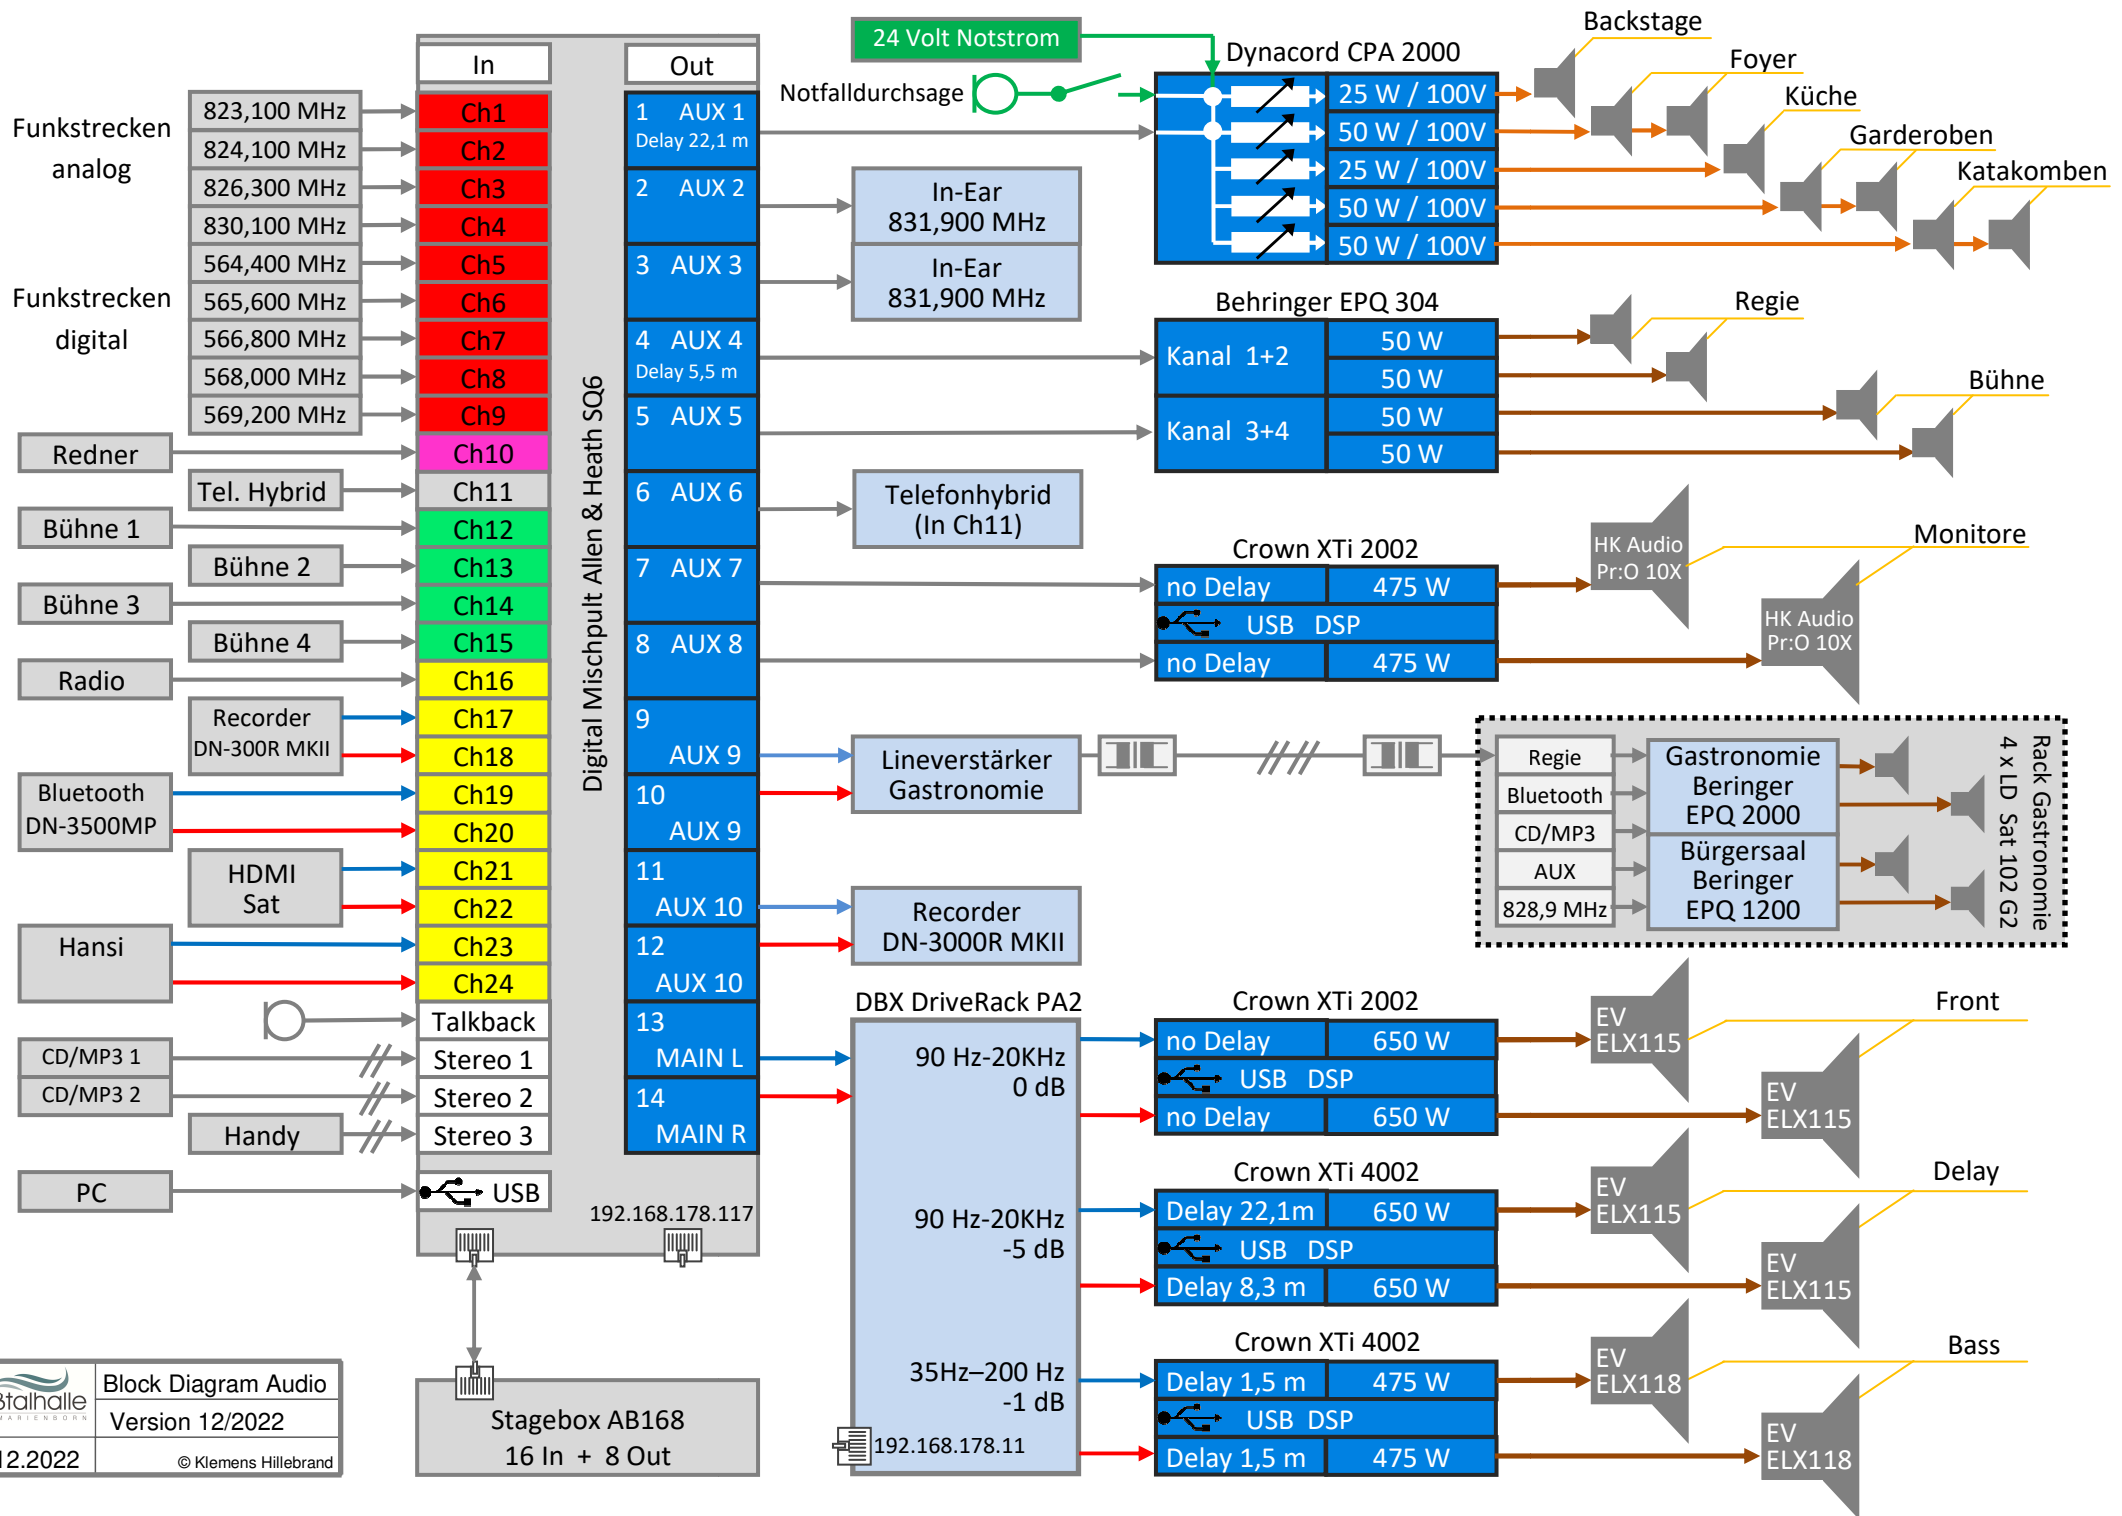 In
Out
Funkstrecken
analog
823,100 MHz
824,100 MHz
826,300 MHz
830,100 MHz
Funkstrecken
digital
564,400 MHz
565,600 MHz
566,800 MHz
568,000 MHz
569,200 MHz
Redner
Tel. Hybrid
Bühne 1
Bühne 2
Bühne 3
Bühne 4
Radio
Recorder
DN-300R MKII
Bluetooth
DN-3500MP
HDMI
Sat
Hansi
CD/MP3 1
CD/MP3 2
Handy
PC
Ch1
Ch2
Ch3
Ch4
Ch5
Ch6
Ch7
Ch8
Ch9
Ch10
Ch11
Ch12
Ch13
Ch14
Ch15
Ch16
Ch17
Ch18
Ch19
Ch20
Ch21
Ch22
Ch23
Ch24
Talkback
Stereo 1
Stereo 2
Stereo 3
USB
Digital Mischpult Allen & Heath SQ6
1 AUX 1
Delay 22,1 m
2 AUX 2
3 AUX 3
4 AUX 4
Delay 5,5 m
5 AUX 5
6 AUX 6
7 AUX 7
8 AUX 8
9
AUX 9
10
AUX 9
11
AUX 10
12
AUX 10
13
MAIN L
14
MAIN R
192.168.178.117
Stagebox AB168
16 In + 8 Out
24 Volt Notstrom
Notfalldurchsage
Dynacord CPA 2000
25 W / 100V
50 W / 100V
25 W / 100V
50 W / 100V
50 W / 100V
Backstage
Foyer
Küche
Garderoben
Katakomben
In-Ear
831,900 MHz
In-Ear
831,900 MHz
Behringer EPQ 304
Kanal 1+2
50 W
50 W
Kanal 3+4
50 W
50 W
Regie
Bühne
Telefonhybrid
(In Ch11)
Crown XTi 2002
no Delay
475 W
USB DSP
no Delay
475 W
HK Audio
Pr:O 10X
HK Audio
Pr:O 10X
Monitore
Lineverstärker
Gastronomie
Regie
Bluetooth
CD/MP3
AUX
828,9 MHz
Gastronomie
Beringer
EPQ 2000
Bürgersaal
Beringer
EPQ 1200
Rack Gastronomie
4 x LD Sat 102 G2
Recorder
DN-3000R MKII
DBX DriveRack PA2
90 Hz-20KHz
0 dB
90 Hz-20KHz
-5 dB
35Hz–200 Hz
-1 dB
192.168.178.11
Crown XTi 2002
no Delay
650 W
USB DSP
no Delay
650 W
EV
ELX115
EV
ELX115
Front
Crown XTi 4002
Delay 22,1m
650 W
USB DSP
Delay 8,3 m
650 W
EV
ELX115
EV
ELX115
Delay
Crown XTi 4002
Delay 1,5 m
475 W
USB DSP
Delay 1,5 m
475 W
EV
ELX118
EV
ELX118
Bass
ßtalhalle
MARIENBORN
Block Diagram Audio
Version 12/2022
12.2022
© Klemens Hillebrand